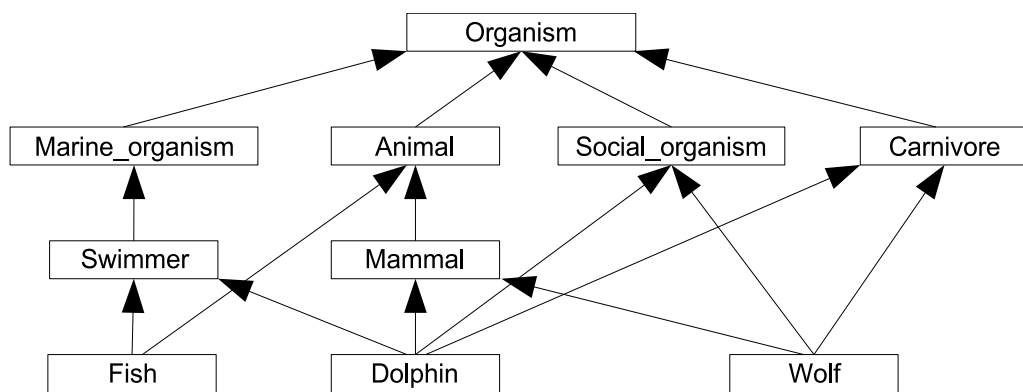 Organism
Marine_organism
Animal
Social_organism
Carnivore
Swimmer
Mammal
Fish
Dolphin
Wolf